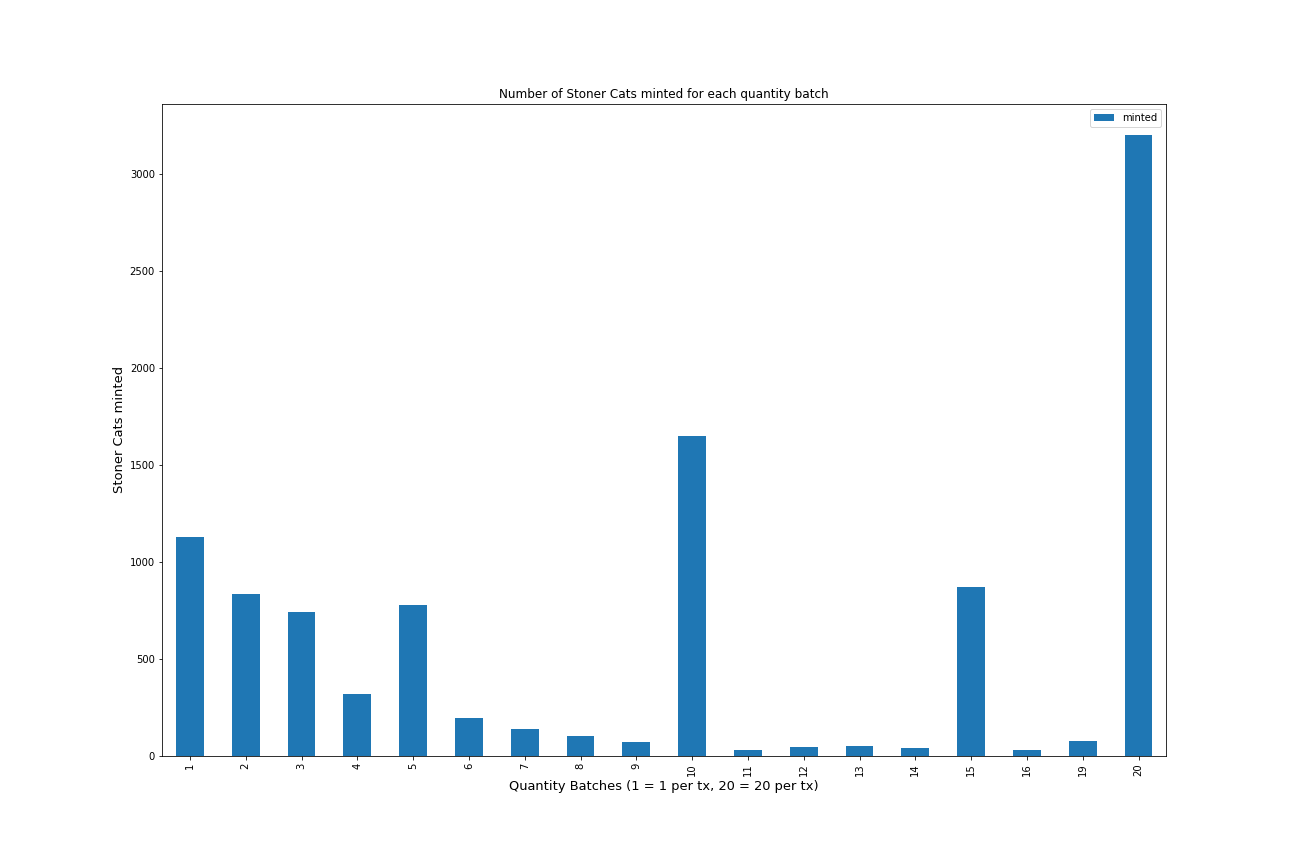 Number of Stoner Cats minted for each quantity batch
minted
3000
2500
2000
1500
1000
500
0
Stoner Cats minted
1 2 3 4 5 6 7 8 9 10 11 12 13 14 15 16 19 20
Quantity Batches (1 = 1 per tx, 20 = 20 per tx)